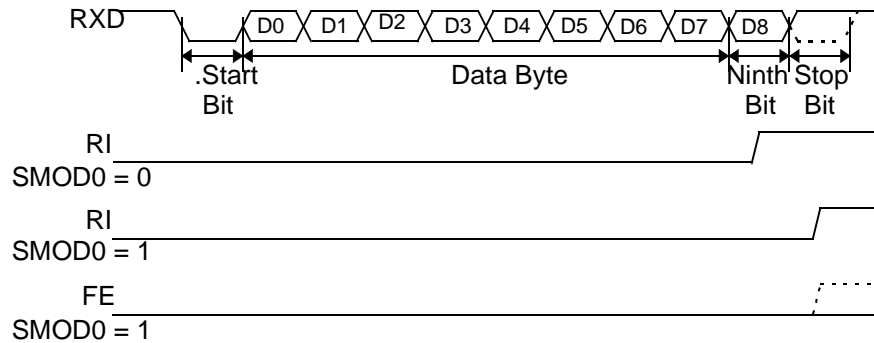 RXD D0 D1 D2 D3 D4 D5 D6 D7 D8
.Start Data Byte Ninth Stop
Bit Bit Bit
RI
SMOD0 = 0
RI
SMOD0 = 1
FE
SMOD0 = 1